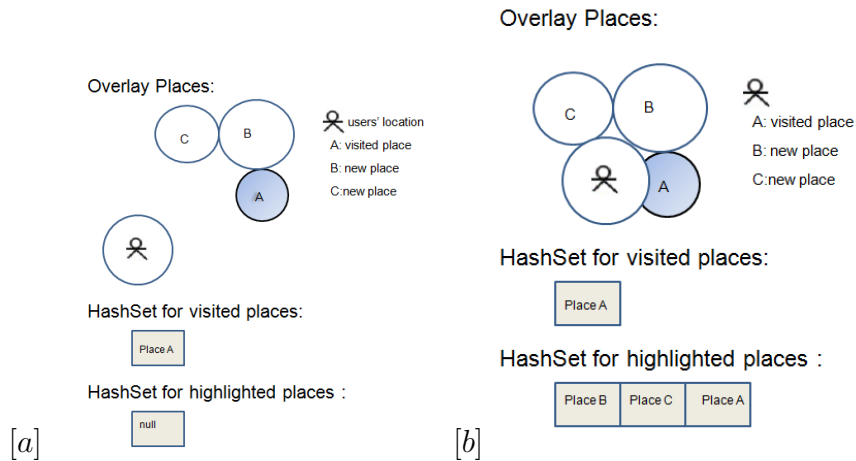 Overlay Places:
C
B
A
users' location
A: visited place
B: new place
C:new place
HashSet for visited places:
Place A
HashSet for highlighted places :
null
[a]
Overlay Places:
C
B
A
A: visited place
B: new place
C:new place
HashSet for visited places:
Place A
HashSet for highlighted places :
Place B Place C Place A
[b]